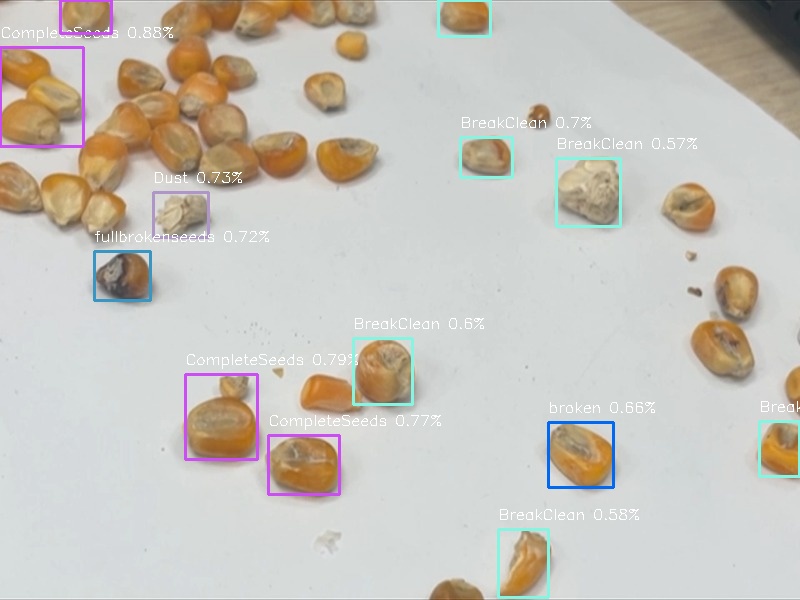 CompleteSeeds 0.88%
BreakClean 0.7%
BreakClean 0.57%
Dust 0.73%
fullbrokenseeds 0.72%
BreakClean 0.6%
CompleteSeeds 0.79%
broken 0.66%
Break
CompleteSeeds 0.77%
BreakClean 0.58%